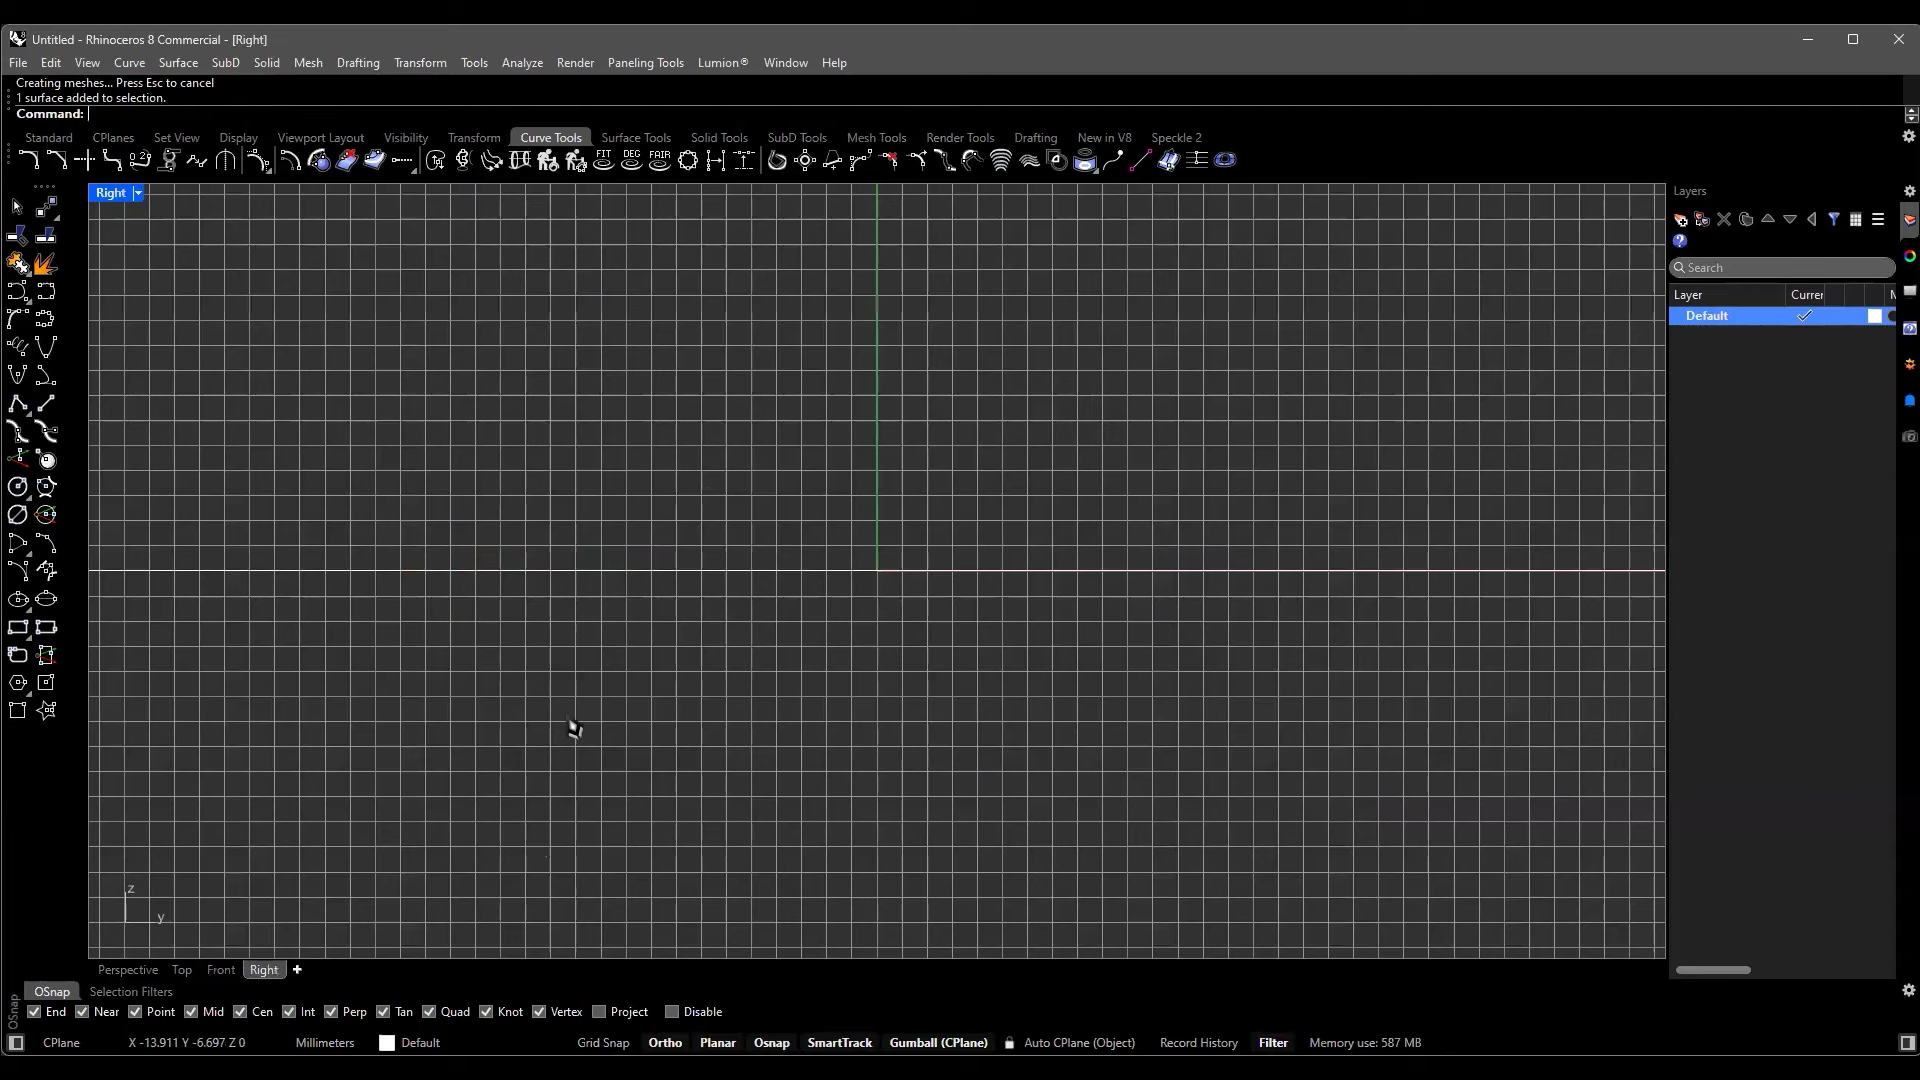 Untitled - Rhinoceros 8 Commercial - [Right]
File Edit View Curve Surface SubD Solid Mesh Drafting Transform Tools Analyze Render Paneling Tools Lumion® Window Help
Creating meshes... Press Esc to cancel
1 surface added to selection.
Command:
Standard CPlanes Set View Display Viewport Layout Visibility Transform Curve Tools Surface Tools Solid Tools SubD Tools Mesh Tools Render Tools Drafting New in V8 Speckle 2
FIT DEG FAIR
Right
Layers
Search
Layer Currer
Default
z
y
Perspective Top Front Right
OSnap Selection Filters
OSnap
End Near Point Mid Cen Int Perp Tan Quad Knot Vertex Project Disable
CPlane X -13.911 Y -6.697 Z 0 Millimeters Default Grid Snap Ortho Planar Osnap SmartTrack Gumball (CPlane) Auto CPlane (Object) Record History Filter Memory use: 587 MB